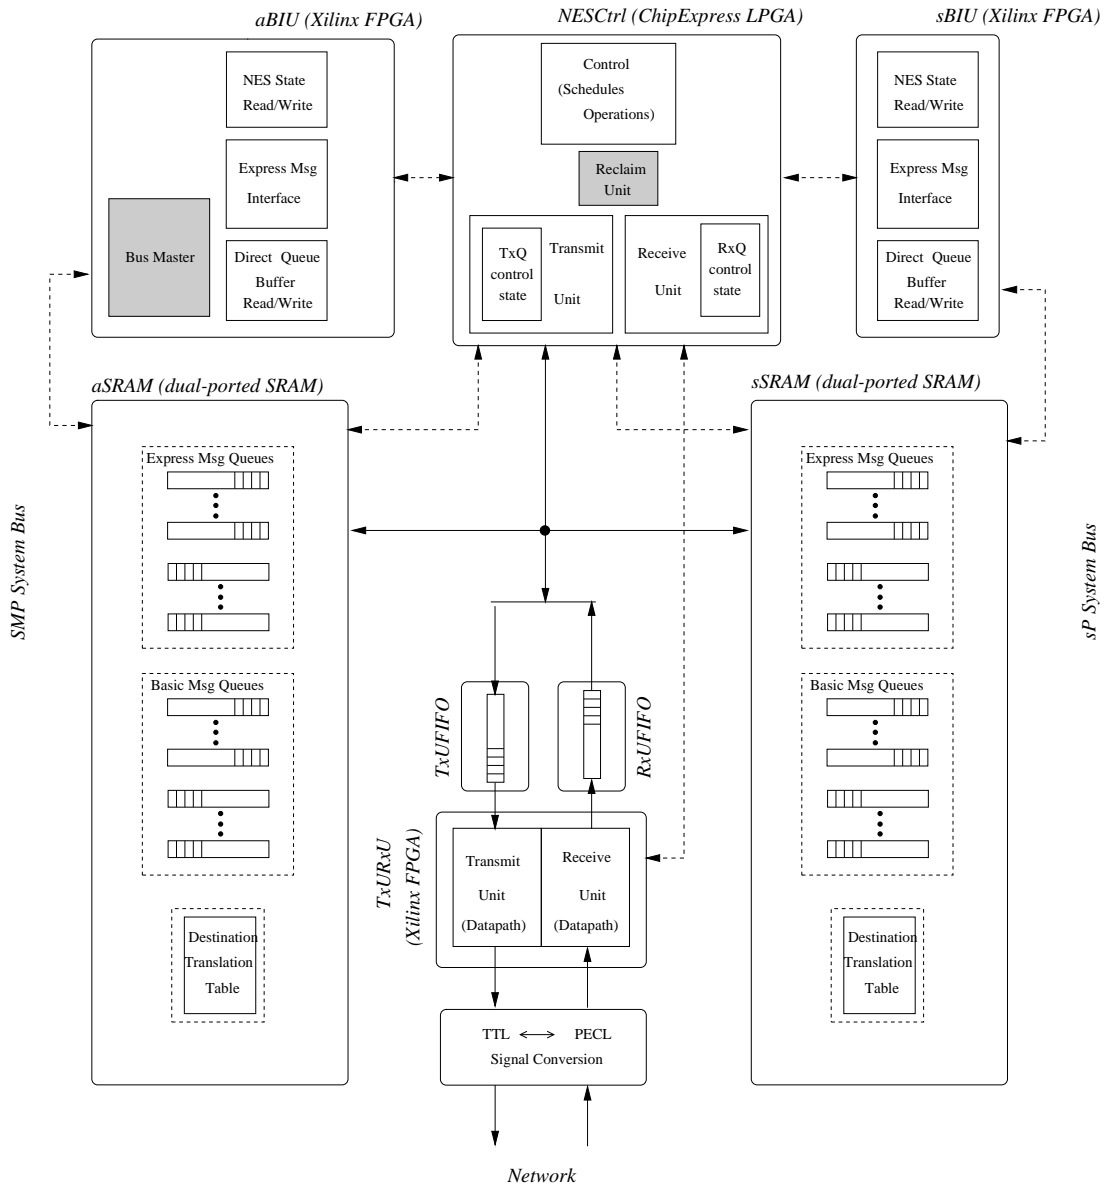 aBIU (Xilinx FPGA)
NESCtrl (ChipExpress LPGA)
sBIU (Xilinx FPGA)
NES State
Read/Write
Express Msg
Interface
Bus Master
Direct Queue
Buffer
Read/Write
Control
(Schedules
Operations)
Reclaim
Unit
TxQ
control
state
Transmit
Unit
Receive
Unit
RxQ
control
state
NES State
Read/Write
Express Msg
Interface
Direct Queue
Buffer
Read/Write
aSRAM (dual-ported SRAM)
sSRAM (dual-ported SRAM)
SMP System Bus
Express Msg Queues
Basic Msg Queues
Destination
Translation
Table
TxUFIFO
RxUFIFO
TxURxU
(Xilinx FPGA)
Transmit
Unit
(Datapath)
Receive
Unit
(Datapath)
TTL PECL
Signal Conversion
Network
Express Msg Queues
Basic Msg Queues
Destination
Translation
Table
sP System Bus